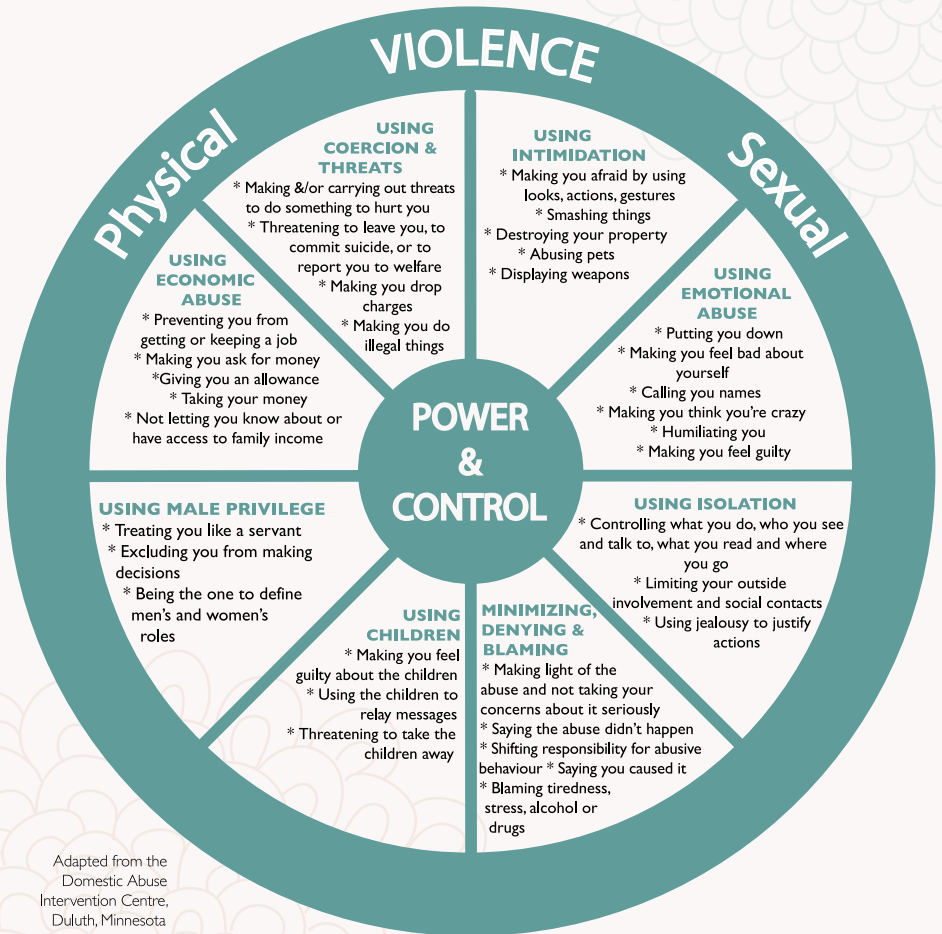 Physical
VIOLENCE
Sexual
USING
COERCION &
THREATS
* Making &/or carrying out threats
to do something to hurt you
* Threatening to leave you, to
commit suicide, or to
report you to welfare
* Making you drop
charges
* Making you do
illegal things
USING
INTIMIDATION
* Making you afraid by using
looks, actions, gestures
* Smashing things
* Destroying your property
* Abusing pets
* Displaying weapons
USING
EMOTIONAL
ABUSE
* Putting you down
* Making you feel bad about
yourself
* Calling you names
* Making you think you're crazy
* Humiliating you
* Making you feel guilty
USING ISOLATION
* Controlling what you do, who you see
and talk to, what you read and where
you go
* Limiting your outside
involvement and social contacts
* Using jealousy to justify
actions
MINIMIZING,
DENYING &
BLAMING
* Making light of the
abuse and not taking your
concerns about it seriously
* Saying the abuse didn't happen
* Shifting responsibility for abusive
behaviour * Saying you caused it
* Blaming tiredness,
stress, alcohol or
drugs
USING
CHILDREN
* Making you feel
guilty about the children
* Using the children to
relay messages
* Threatening to take the
children away
USING MALE PRIVILEGE
* Treating you like a servant
* Excluding you from making
decisions
* Being the one to define
men's and women's
roles
USING
ECONOMIC
ABUSE
* Preventing you from
getting or keeping a job
* Making you ask for money
*Giving you an allowance
* Taking your money
* Not letting you know about or
have access to family income
POWER
&
CONTROL
Adapted from the
Domestic Abuse
Intervention Centre,
Duluth, Minnesota